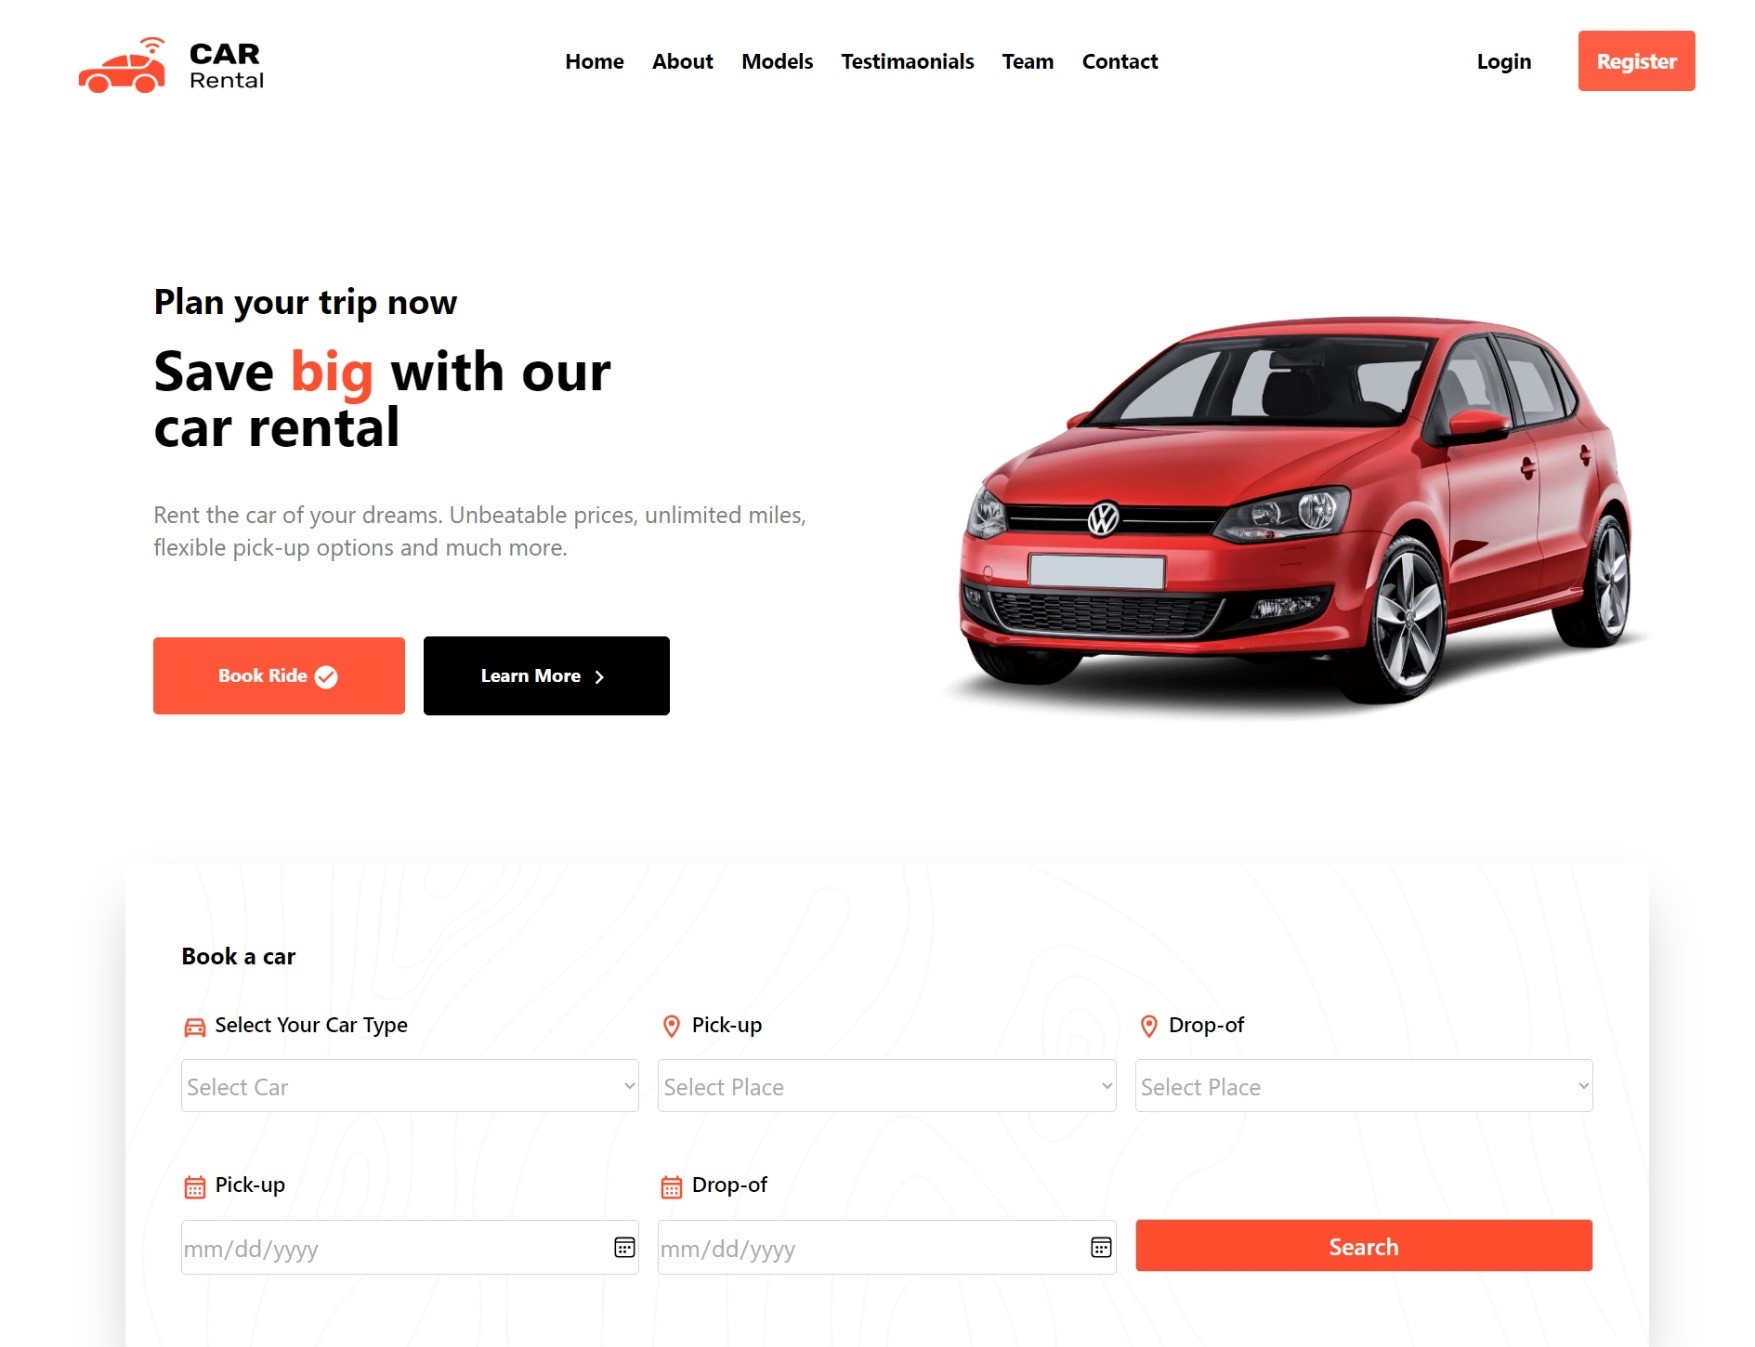 CAR
Rental
Home About Models Testimaonials Team Contact
Login Register
Plan your trip now
Save big with our
car rental
Rent the car of your dreams. Unbeatable prices, unlimited miles,
flexible pick-up options and much more.
Book Ride
Learn More
Book a car
Select Your Car Type Pick-up Drop-of
Select Car Select Place Select Place
Pick-up Drop-of
mm/dd/yyyy mm/dd/yyyy Search